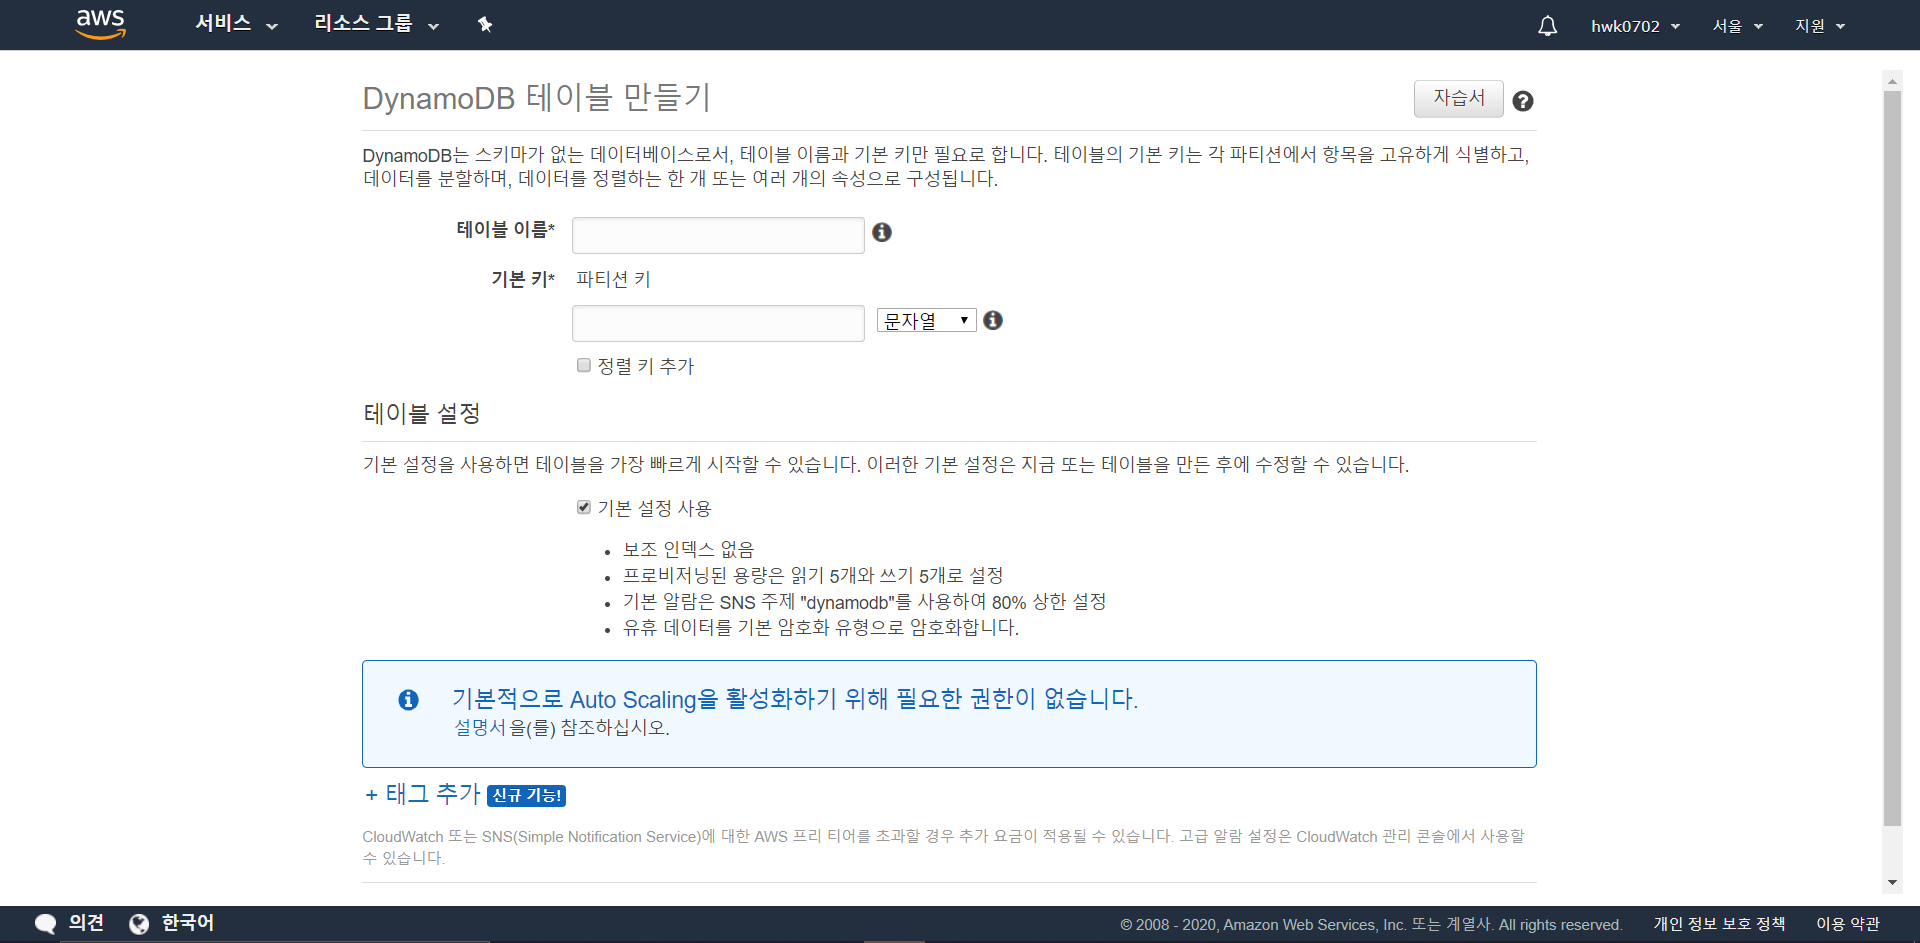 aws 서비스 리소스 그룹 hwk0702 서울 지원
DynamoDB 테이블 만들기 자습서
DynamoDB는 스키마가 없는 데이터베이스로서, 테이블 이름과 기본 키만 필요로 합니다. 테이블의 기본 키는 각 파티션에서 항목을 고유하게 식별하고,
데이터를 분할하며, 데이터를 정렬하는 한 개 또는 여러 개의 속성으로 구성됩니다.
테이블 이름*
기본 키* 파티션 키
문자열
정렬 키 추가
테이블 설정
기본 설정을 사용하면 테이블을 가장 빠르게 시작할 수 있습니다. 이러한 기본 설정은 지금 또는 테이블을 만든 후에 수정할 수 있습니다.
기본 설정 사용
• 보조 인덱스 없음
• 프로비저닝된 용량은 읽기 5개와 쓰기 5개로 설정
• 기본 알람은 SNS 주제 "dynamodb"를 사용하여 80% 상한 설정
• 유휴 데이터를 기본 암호화 유형으로 암호화합니다.
기본적으로 Auto Scaling을 활성화하기 위해 필요한 권한이 없습니다.
설명서을(를) 참조하십시오.
+ 태그 추가 신규 기능!
CloudWatch 또는 SNS(Simple Notification Service)에 대한 AWS 프리 티어를 초과할 경우 추가 요금이 적용될 수 있습니다. 고급 알람 설정은 CloudWatch 관리 콘솔에서 사용할
수 있습니다.
의견 한국어 © 2008 - 2020, Amazon Web Services, Inc. 또는 계열사. All rights reserved. 개인 정보 보호 정책 이용 약관